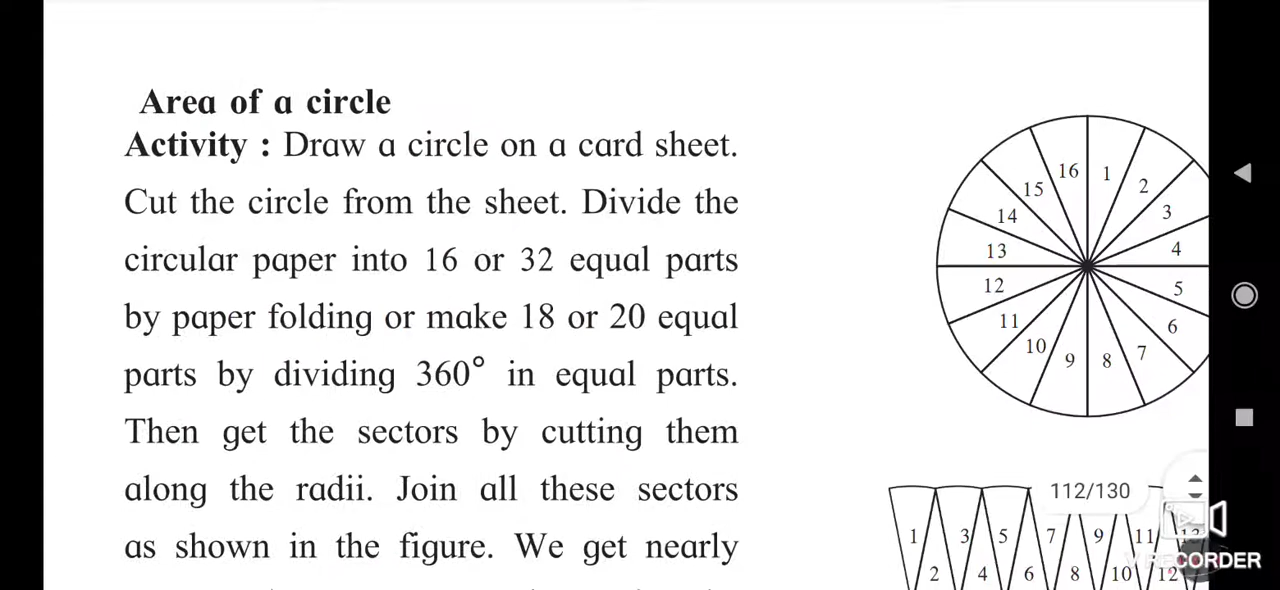 Area of a circle
Activity : Draw a circle on a card sheet.
Cut the circle from the sheet. Divide the
circular paper into 16 or 32 equal parts
by paper folding or make 18 or 20 equal
parts by dividing 360° in equal parts.
Then get the sectors by cutting them
along the radii. Join all these sectors
as shown in the figure. We get nearly
16 1
15 2
14 3
13 4
12 5
11 6
10 7
9 8
112/130
1 3 5 7 9 11 13
2 4 6 8 10 12
V RECORDER